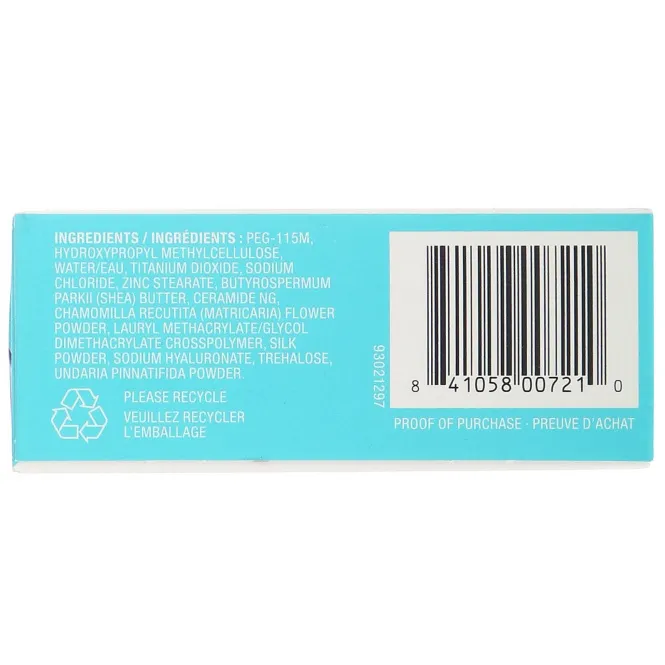 INGREDIENTS / INGRÉDIENTS : PEG-115M,
HYDROXYPROPYL METHYLCELLULOSE,
WATER/EAU, TITANIUM DIOXIDE, SODIUM
CHLORIDE, ZINC STEARATE, BUTYROSPERMUM
PARKII (SHEA) BUTTER, CERAMIDE NG,
CHAMOMILLA RECUTITA (MATRICARIA) FLOWER
POWDER, LAURYL METHACRYLATE/GLYCOL
DIMETHACRYLATE CROSSPOLYMER, SILK
POWDER, SODIUM HYALURONATE, TREHALOSE,
UNDARIA PINNATIFIDA POWDER.
PLEASE RECYCLE
VEUILLEZ RECYCLER
L'EMBALLAGE
93021297
8 41058 00721 0
PROOF OF PURCHASE · PREUVE D'ACHAT